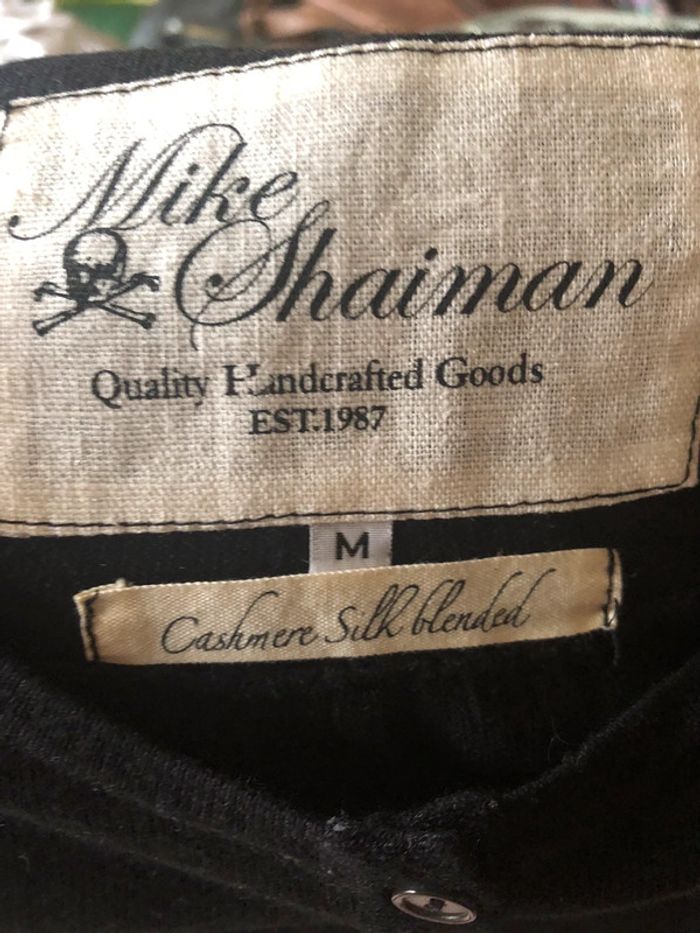 Mike
Shaiman
Quality Handcrafted Goods
EST.1987
M
Cashmere Silk blended